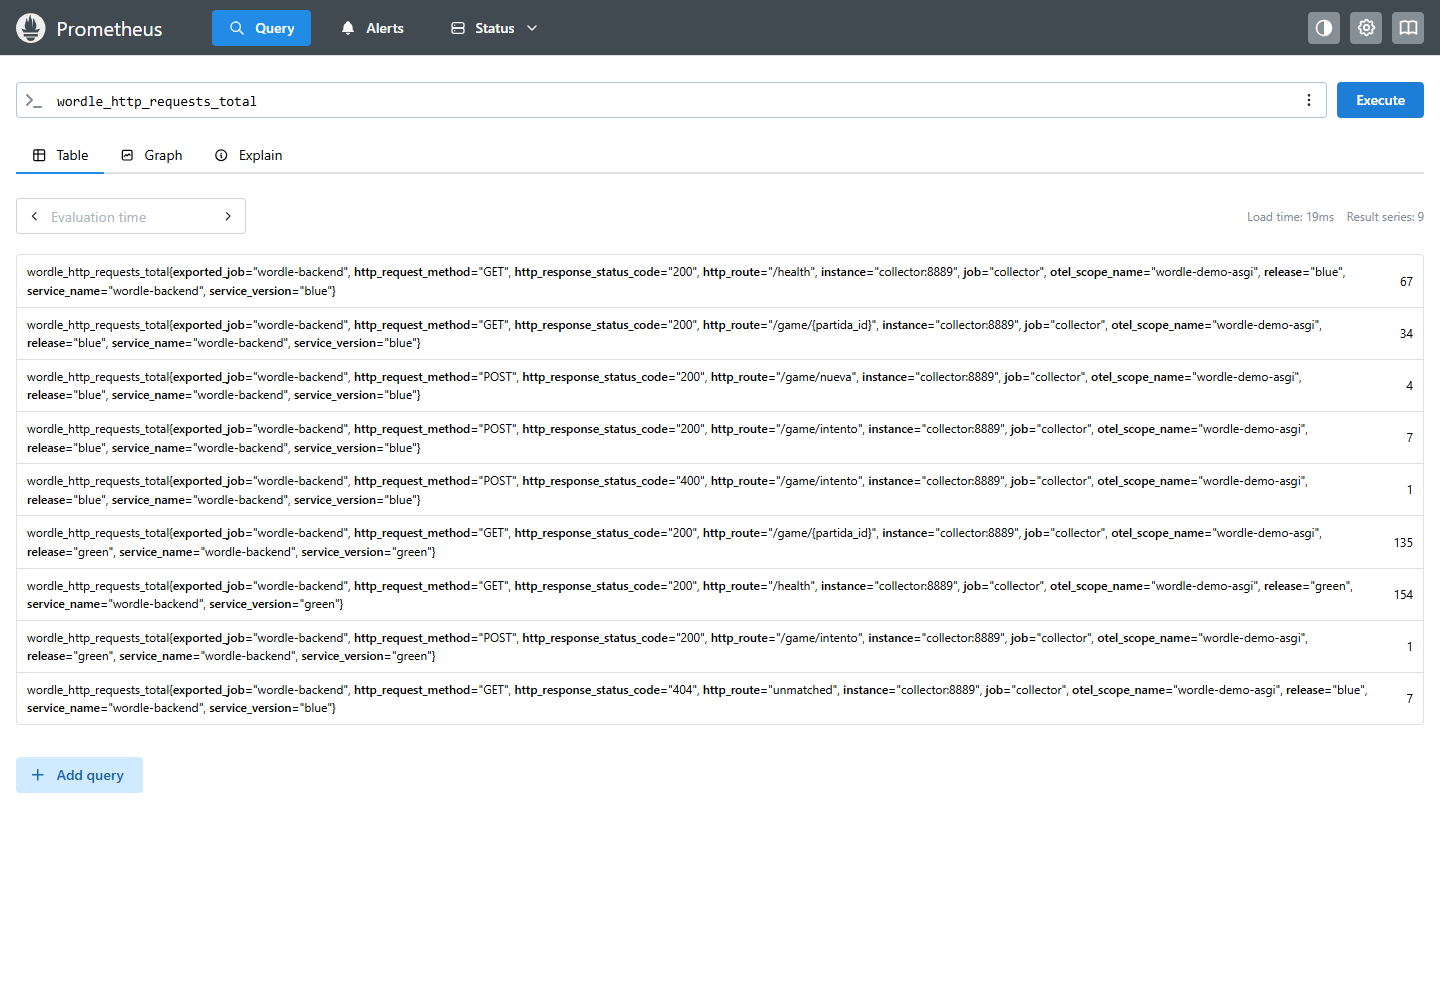 Prometheus
Query
Alerts
Status
wordle_http_requests_total
Execute
Table
Graph
Explain
Evaluation time
Load time: 19ms Result series: 9
wordle_http_requests_total{exported_job="wordle-backend", http_request_method="GET", http_response_status_code="200", http_route="/health", instance="collector:8889", job="collector", otel_scope_name="wordle-demo-asgi", release="blue",
service_name="wordle-backend", service_version="blue"}
67
wordle_http_requests_total{exported_job="wordle-backend", http_request_method="GET", http_response_status_code="200", http_route="/game/{partida_id}", instance="collector:8889", job="collector", otel_scope_name="wordle-demo-asgi",
release="blue", service_name="wordle-backend", service_version="blue"}
34
wordle_http_requests_total{exported_job="wordle-backend", http_request_method="POST", http_response_status_code="200", http_route="/game/nueva", instance="collector:8889", job="collector", otel_scope_name="wordle-demo-asgi",
release="blue", service_name="wordle-backend", service_version="blue"}
4
wordle_http_requests_total{exported_job="wordle-backend", http_request_method="POST", http_response_status_code="200", http_route="/game/intento", instance="collector:8889", job="collector", otel_scope_name="wordle-demo-asgi",
release="blue", service_name="wordle-backend", service_version="blue"}
7
wordle_http_requests_total{exported_job="wordle-backend", http_request_method="POST", http_response_status_code="400", http_route="/game/intento", instance="collector:8889", job="collector", otel_scope_name="wordle-demo-asgi",
release="blue", service_name="wordle-backend", service_version="blue"}
1
wordle_http_requests_total{exported_job="wordle-backend", http_request_method="GET", http_response_status_code="200", http_route="/game/{partida_id}", instance="collector:8889", job="collector", otel_scope_name="wordle-demo-asgi",
release="green", service_name="wordle-backend", service_version="green"}
135
wordle_http_requests_total{exported_job="wordle-backend", http_request_method="GET", http_response_status_code="200", http_route="/health", instance="collector:8889", job="collector", otel_scope_name="wordle-demo-asgi", release="green",
service_name="wordle-backend", service_version="green"}
154
wordle_http_requests_total{exported_job="wordle-backend", http_request_method="POST", http_response_status_code="200", http_route="/game/intento", instance="collector:8889", job="collector", otel_scope_name="wordle-demo-asgi",
release="green", service_name="wordle-backend", service_version="green"}
1
wordle_http_requests_total{exported_job="wordle-backend", http_request_method="GET", http_response_status_code="404", http_route="unmatched", instance="collector:8889", job="collector", otel_scope_name="wordle-demo-asgi", release="blue",
service_name="wordle-backend", service_version="blue"}
7
Add query